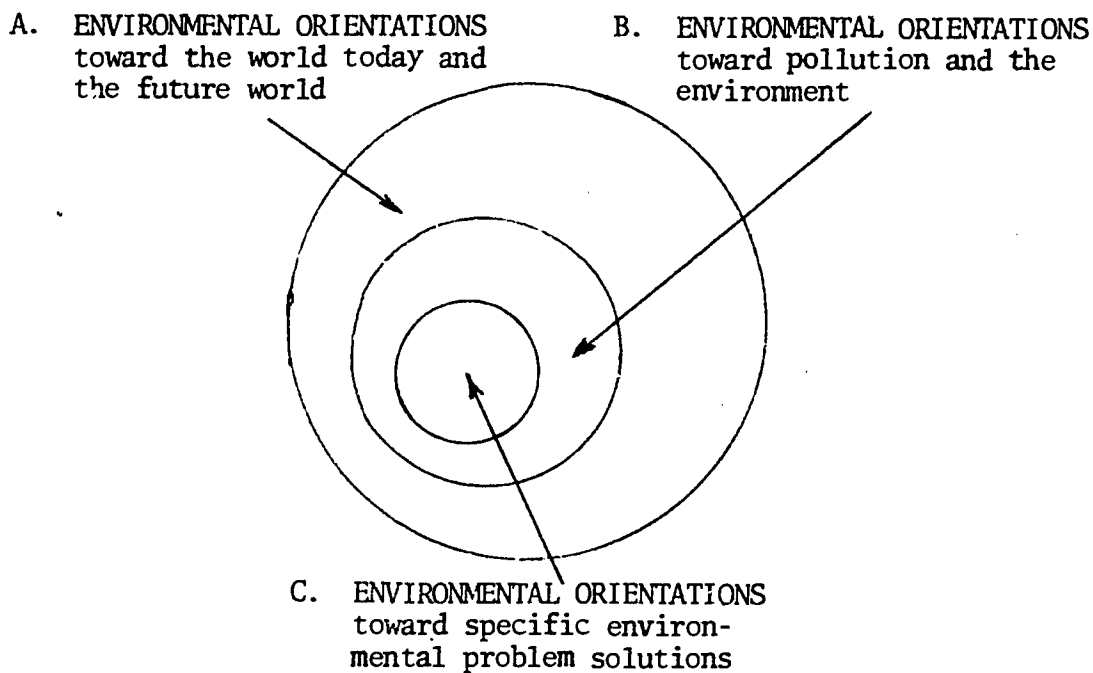 A. ENVIRONMENTAL ORIENTATIONS
toward the world today and
the future world
B. ENVIRONMENTAL ORIENTATIONS
toward pollution and the
environment
C. ENVIRONMENTAL ORIENTATIONS
toward specific environ-
mental problem solutions